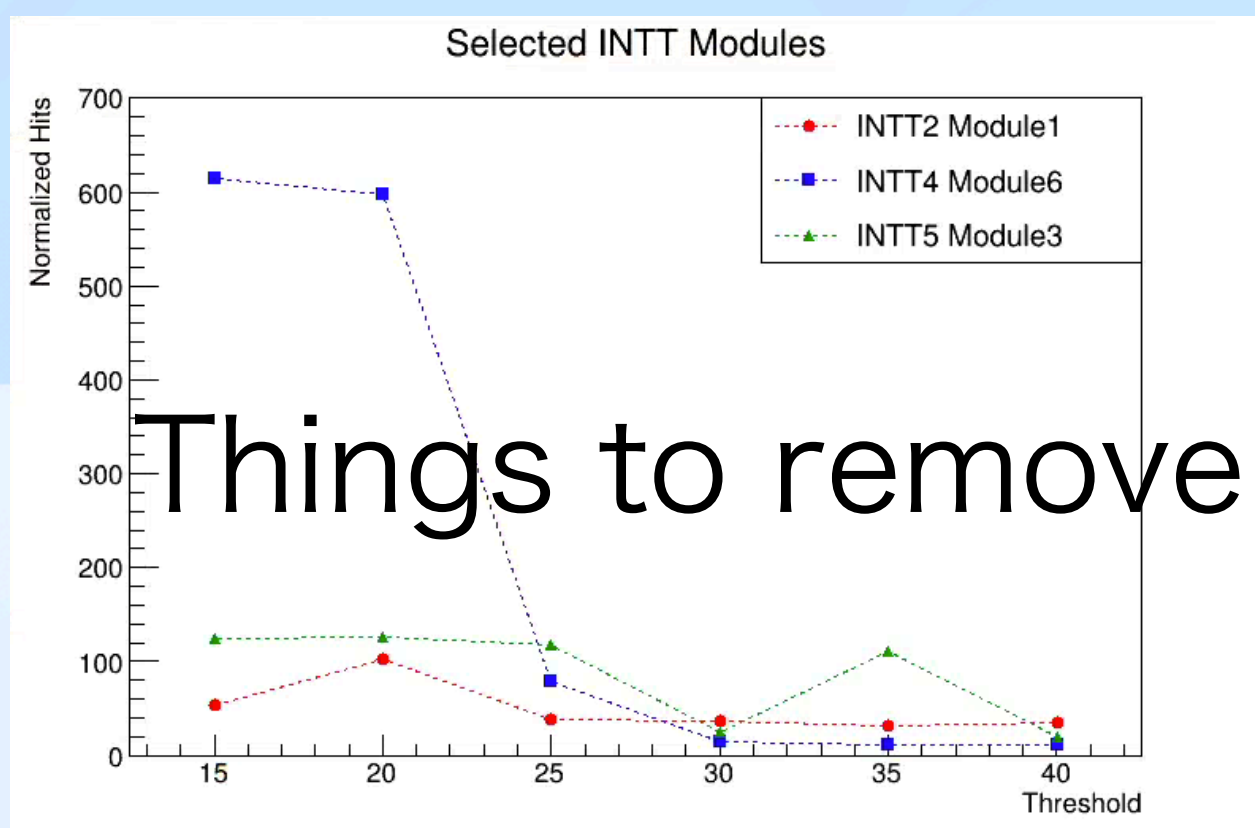 Selected INTT Modules
Normalized Hits
700
600
500
400
300
200
100
0
INTT2 Module1
INTT4 Module6
INTT5 Module3
Things to remove
15 20 25 30 35 40
Threshold